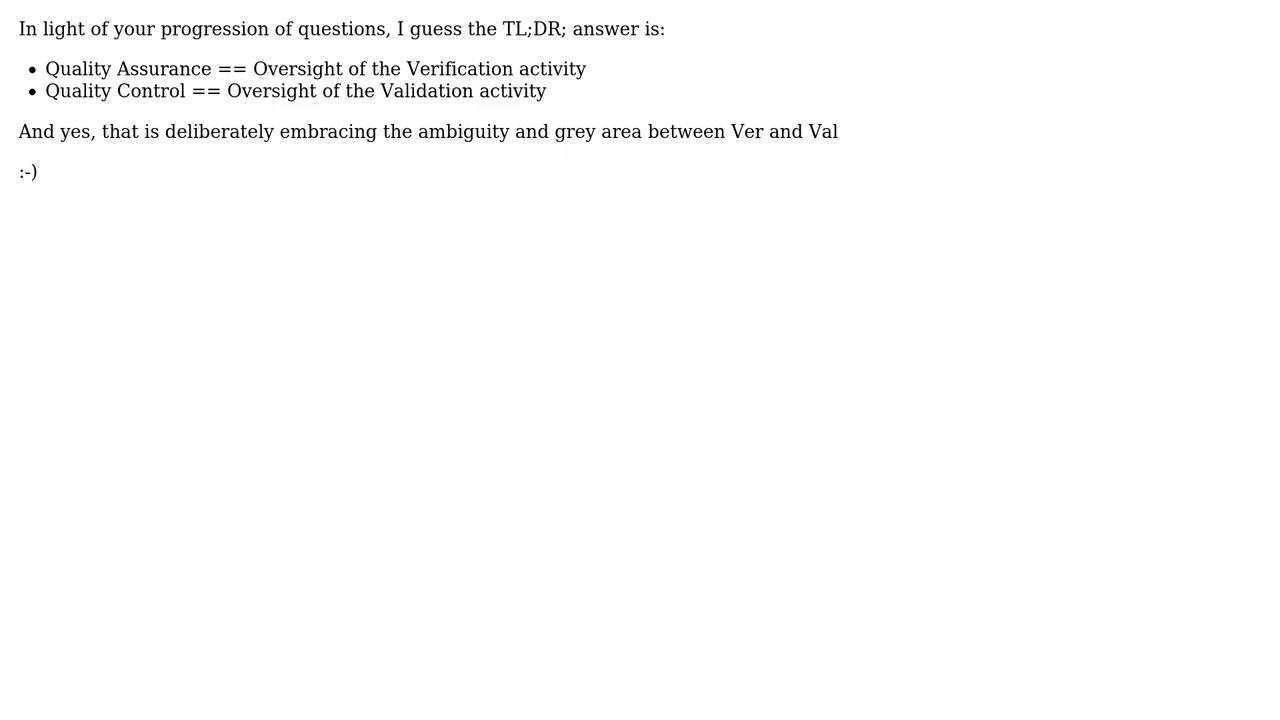 In light of your progression of questions, I guess the TL;DR; answer is:
• Quality Assurance == Oversight of the Verification activity
• Quality Control == Oversight of the Validation activity
And yes, that is deliberately embracing the ambiguity and grey area between Ver and Val
:-)